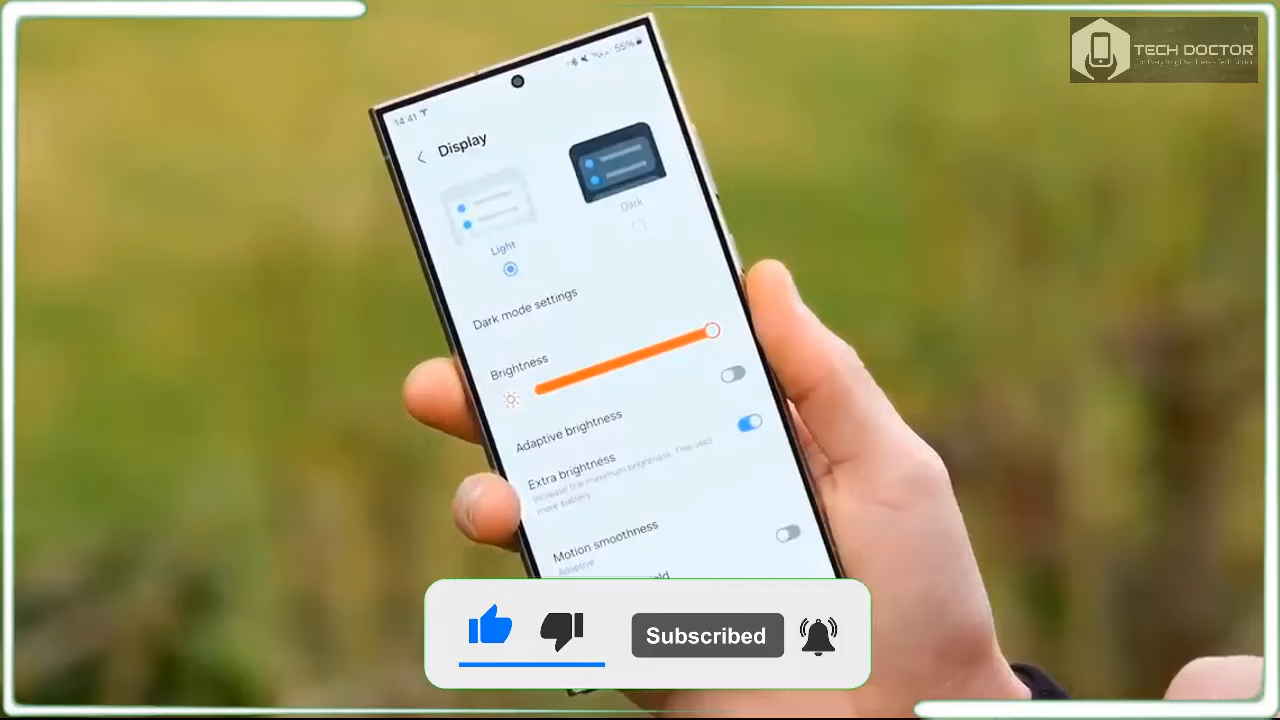 TECH DOCTOR
14:41
55%
Display
Light
Dark
Dark mode settings
Brightness
Adaptive brightness
Extra brightness
Increase the maximum brightness. This uses
more battery.
Motion smoothness
Adaptive
Subscribed